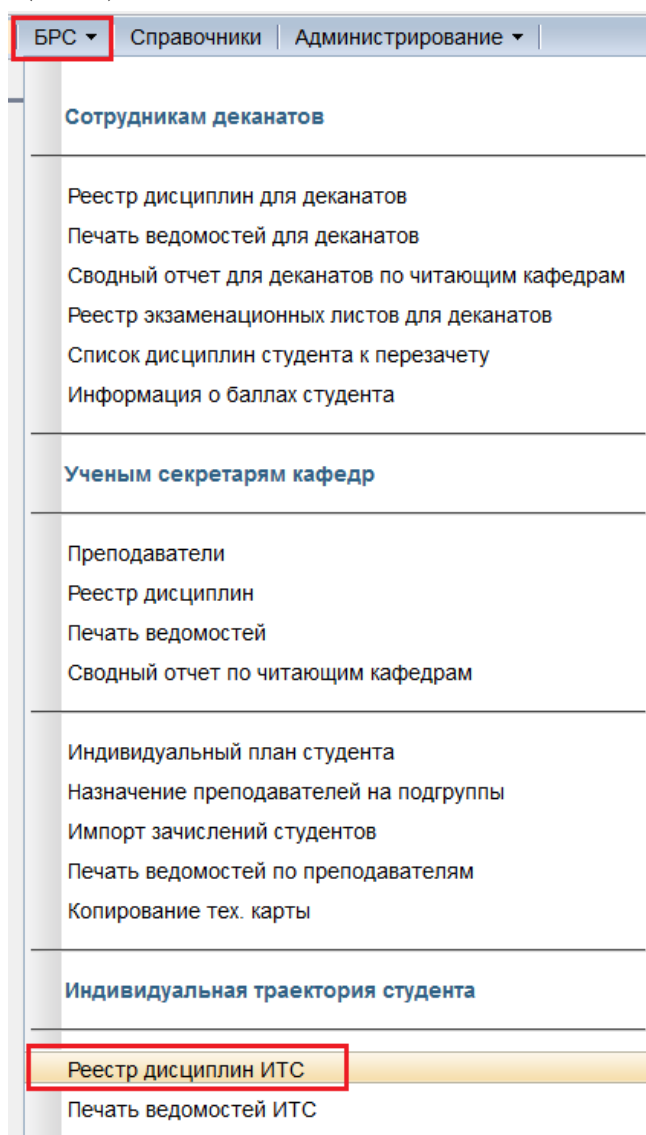 БРС Справочники Администрирование
Сотрудникам деканатов
Реестр дисциплин для деканатов
Печать ведомостей для деканатов
Сводный отчет для деканатов по читающим кафедрам
Реестр экзаменационных листов для деканатов
Список дисциплин студента к перезачету
Информация о баллах студента
Ученым секретарям кафедр
Преподаватели
Реестр дисциплин
Печать ведомостей
Сводный отчет по читающим кафедрам
Индивидуальный план студента
Назначение преподавателей на подгруппы
Импорт зачислений студентов
Печать ведомостей по преподавателям
Копирование тех. карты
Индивидуальная траектория студента
Реестр дисциплин ИТС
Печать ведомостей ИТС